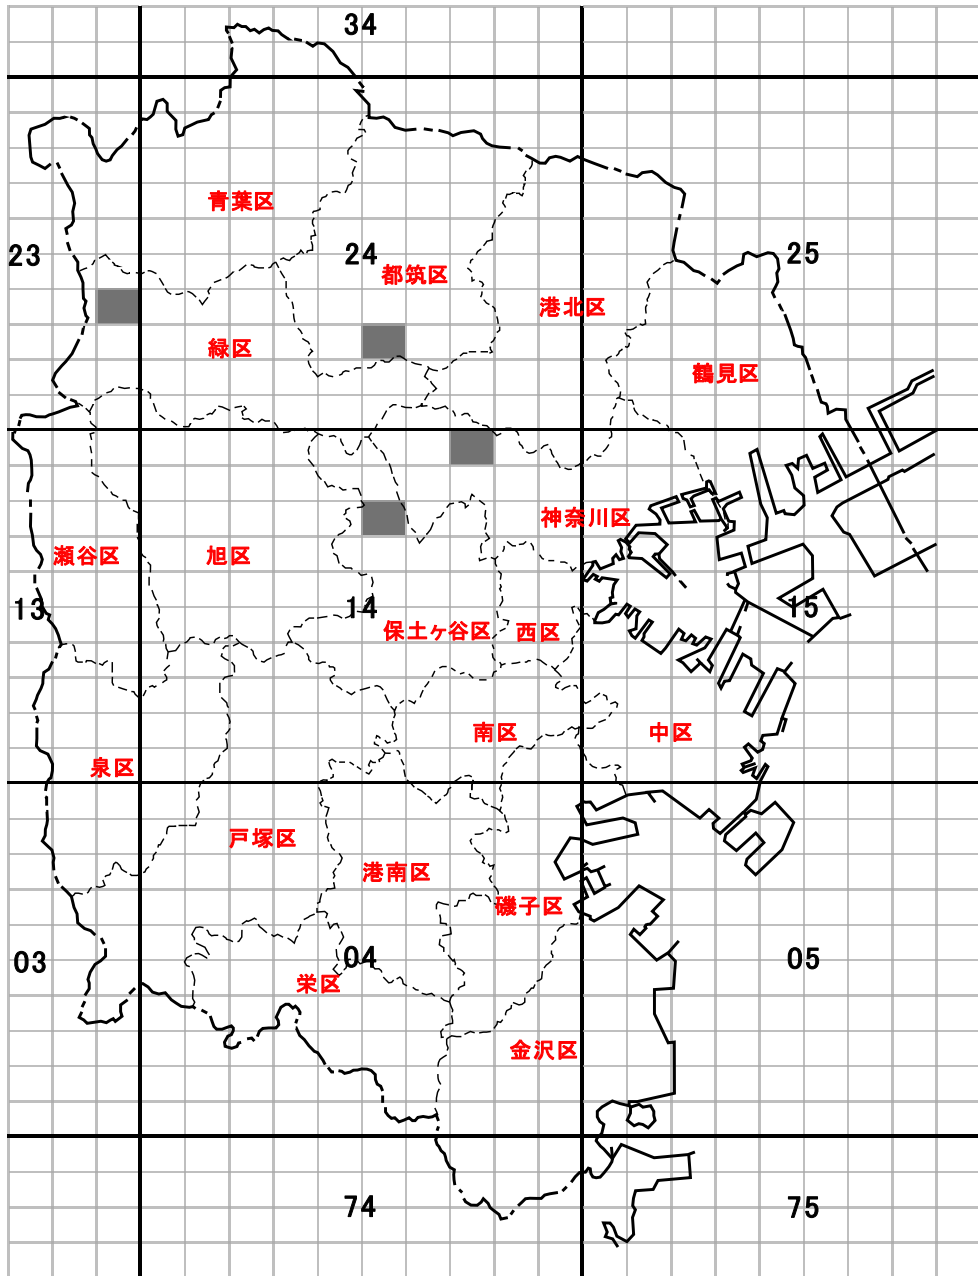 34
青葉区
23
24
25
都筑区
港北区
緑区
鶴見区
神奈川区
瀬谷区
旭区
13
14
15
保土ヶ谷区
西区
南区
中区
泉区
戸塚区
港南区
磯子区
03
04
05
栄区
金沢区
74
75